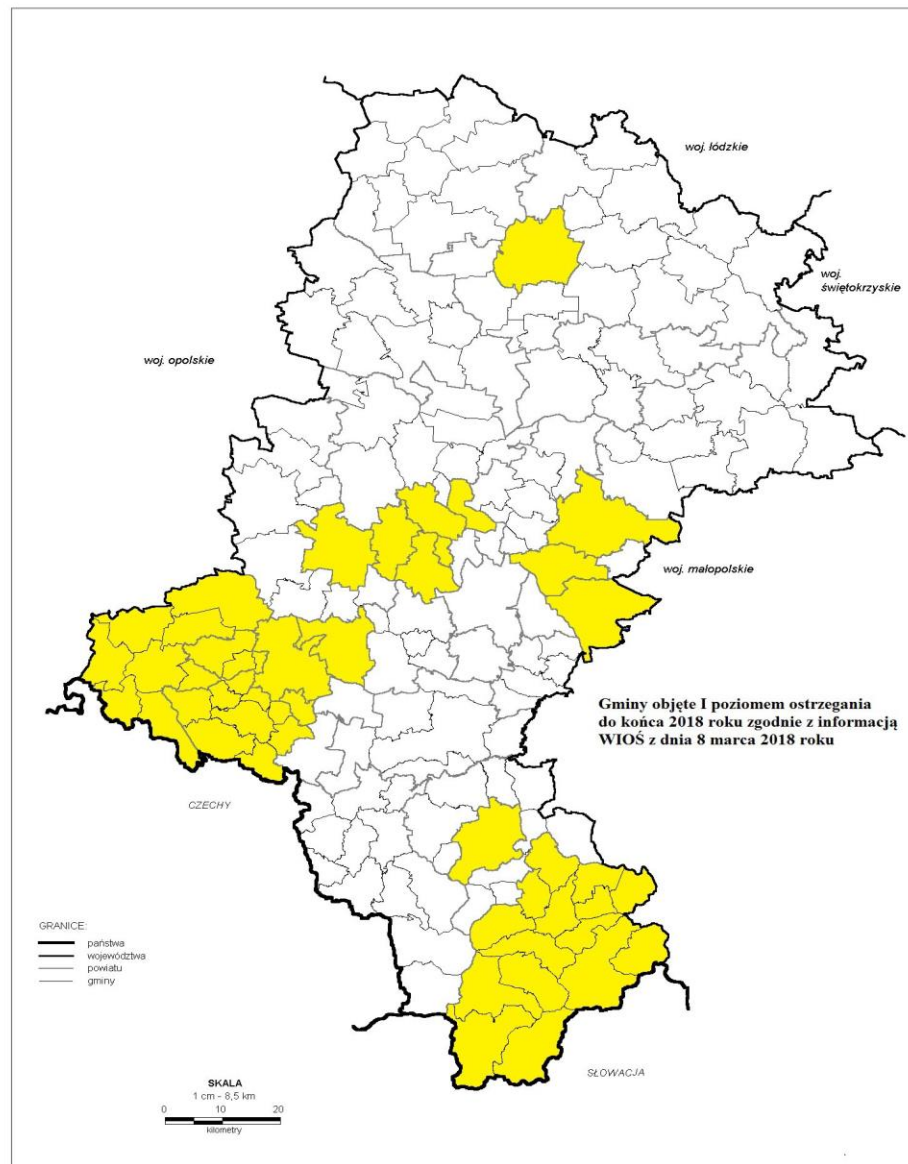 woj. łódzkie
woj.
świętokrzyskie
woj. opolskie
woj. małopolskie
Gminy objęte I poziomem ostrzegania
do końca 2018 roku zgodnie z informacją
WIOŚ z dnia 8 marca 2018 roku
CZECHY
GRANICE:
państwa
województwa
powiatu
gminy
SŁOWACJA
SKALA
1 cm - 8,5 km
0 10 20
kilometry